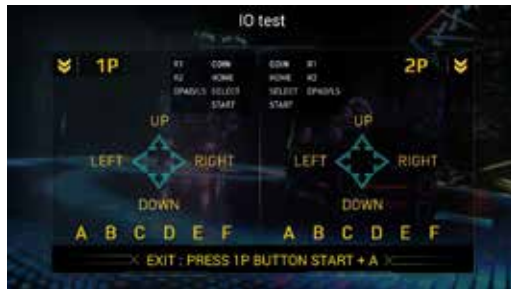 IO test
1P R1 COIN COIN R1 2P
R2 HOME HOME R2
DPAD/LS SELECT SELECT DPAD/LS
START START
UP UP
LEFT RIGHT LEFT RIGHT
DOWN DOWN
A B C D E F A B C D E F
EXIT : PRESS 1P BUTTON START + A